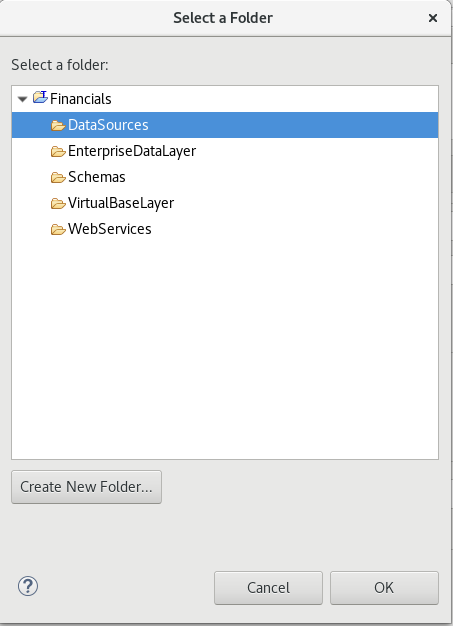 Select a Folder
Select a folder:
Financials
DataSources
EnterpriseDataLayer
Schemas
VirtualBaseLayer
WebServices
Create New Folder...
Cancel
OK